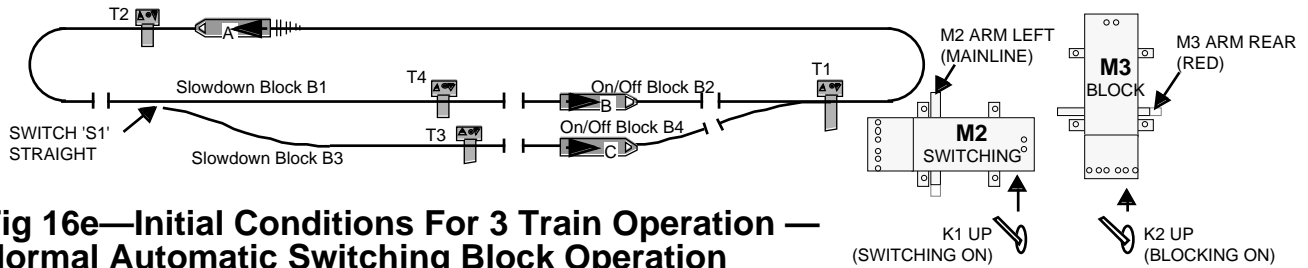 T2
A
T1
M2 ARM LEFT
(MAINLINE)
M3 ARM REAR
(RED)
M3
BLOCK
Slowdown Block B1
T4
On/Off Block B2
B
SWITCH 'S1'
STRAIGHT
Slowdown Block B3
T3
On/Off Block B4
C
M2
SWITCHING
K1 UP
(SWITCHING ON)
K2 UP
(BLOCKING ON)
ig 16e—Initial Conditions For 3 Train Operation —
Normal Automatic Switching Block Operation